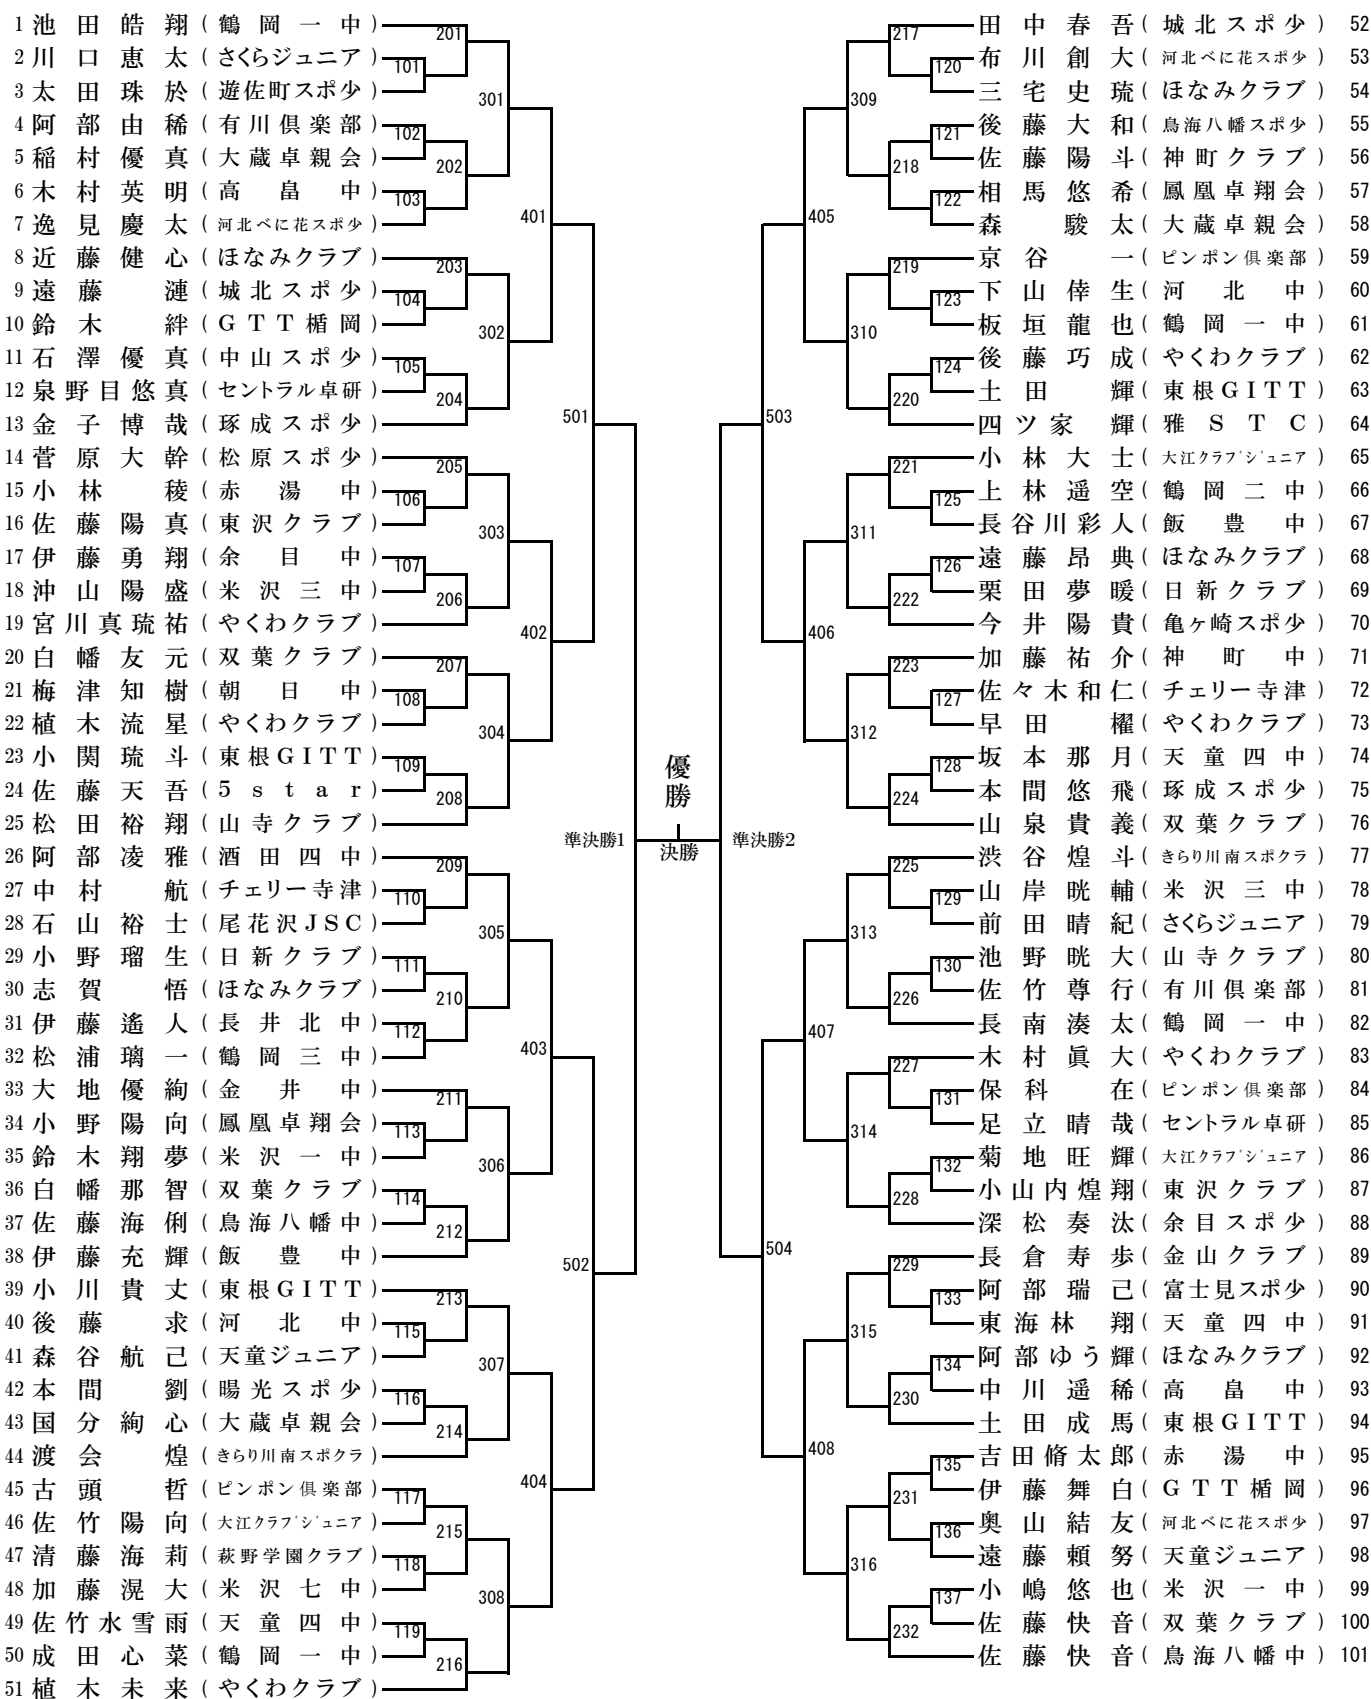 1 池田皓翔 (鶴岡一中)
2 川口恵太 (さくらジュニア)
3 太田珠於 (遊佐町スポ少)
4 阿部由稀 (有川倶楽部)
5 稲村優真 (大蔵卓親会)
6 木村英明 (高畠中)
7 逸見慶太 (河北べに花スポ少)
8 近藤健心 (ほなみクラブ)
9 遠藤漣 (城北スポ少)
10 鈴木絆 (GTT楯岡)
11 石澤優真 (中山スポ少)
12 泉野目悠真 (セントラル卓研)
13 金子博哉 (琢成スポ少)
14 菅原大幹 (松原スポ少)
15 小林稜 (赤湯中)
16 佐藤陽真 (東沢クラブ)
17 伊藤勇翔 (余目中)
18 沖山陽盛 (米沢三中)
19 宮川真琉祐 (やくわクラブ)
20 白幡友元 (双葉クラブ)
21 梅津知樹 (朝日中)
22 植木流星 (やくわクラブ)
23 小関琉斗 (東根GITT)
24 佐藤天吾 (5star)
25 松田裕翔 (山寺クラブ)
26 阿部凌雅 (酒田四中)
27 中村航 (チェリー寺津)
28 石山裕士 (尾花沢JSC)
29 小野瑠生 (日新クラブ)
30 志賀悟 (ほなみクラブ)
31 伊藤遙人 (長井北中)
32 松浦璃一 (鶴岡三中)
33 大地優絢 (金井中)
34 小野陽向 (鳳凰卓翔会)
35 鈴木翔夢 (米沢一中)
36 白幡那智 (双葉クラブ)
37 佐藤海俐 (鳥海八幡中)
38 伊藤充輝 (飯豊中)
39 小川貴丈 (東根GITT)
40 後藤求 (河北中)
41 森谷航己 (天童ジュニア)
42 本間劉 (暘光スポ少)
43 国分絢心 (大蔵卓親会)
44 渡会煌 (きらり川南スポクラ)
45 古頭哲 (ピンポン倶楽部)
46 佐竹陽向 (大江クラブジュニア)
47 清藤海莉 (萩野学園クラブ)
48 加藤滉大 (米沢七中)
49 佐竹水雪雨 (天童四中)
50 成田心菜 (鶴岡一中)
51 植木未来 (やくわクラブ)
201
101
301
102
202
103
401
203
104
302
105
204
501
205
106
303
107
206
402
207
108
304
109
208
準決勝1
209
110
305
111
210
112
403
211
113
306
114
212
502
213
115
307
116
214
404
117
215
118
308
119
216
優勝
決勝
準決勝2
217
120
309
121
218
122
405
219
123
310
124
220
503
221
125
311
126
222
406
223
127
312
128
224
225
129
313
130
226
407
227
131
314
132
228
504
229
133
315
134
230
408
135
231
136
316
137
232
田中春吾 (城北スポ少) 52
布川創大 (河北べに花スポ少) 53
三宅史琉 (ほなみクラブ) 54
後藤大和 (鳥海八幡スポ少) 55
佐藤陽斗 (神町クラブ) 56
相馬悠希 (鳳凰卓翔会) 57
森駿太 (大蔵卓親会) 58
京谷一 (ピンポン倶楽部) 59
下山倖生 (河北中) 60
板垣龍也 (鶴岡一中) 61
後藤巧成 (やくわクラブ) 62
土田輝 (東根GITT) 63
四ツ家輝 (雅STC) 64
小林大士 (大江クラブジュニア) 65
上林遥空 (鶴岡二中) 66
長谷川彩人 (飯豊中) 67
遠藤昂典 (ほなみクラブ) 68
栗田夢暖 (日新クラブ) 69
今井陽貴 (亀ヶ崎スポ少) 70
加藤祐介 (神町中) 71
佐々木和仁 (チェリー寺津) 72
早田櫂 (やくわクラブ) 73
坂本那月 (天童四中) 74
本間悠飛 (琢成スポ少) 75
山泉貴義 (双葉クラブ) 76
渋谷煌斗 (きらり川南スポクラ) 77
山岸晄輔 (米沢三中) 78
前田晴紀 (さくらジュニア) 79
池野晄大 (山寺クラブ) 80
佐竹尊行 (有川倶楽部) 81
長南湊太 (鶴岡一中) 82
木村眞大 (やくわクラブ) 83
保科在 (ピンポン倶楽部) 84
足立晴哉 (セントラル卓研) 85
菊地旺輝 (大江クラブジュニア) 86
小山内煌翔 (東沢クラブ) 87
深松奏汰 (余目スポ少) 88
長倉寿歩 (金山クラブ) 89
阿部瑞己 (富士見スポ少) 90
東海林翔 (天童四中) 91
阿部ゆう輝 (ほなみクラブ) 92
中川遥稀 (高畠中) 93
土田成馬 (東根GITT) 94
吉田脩太郎 (赤湯中) 95
伊藤舞白 (GTT楯岡) 96
奥山結友 (河北べに花スポ少) 97
遠藤頼努 (天童ジュニア) 98
小嶋悠也 (米沢一中) 99
佐藤快音 (双葉クラブ) 100
佐藤快音 (鳥海八幡中) 101